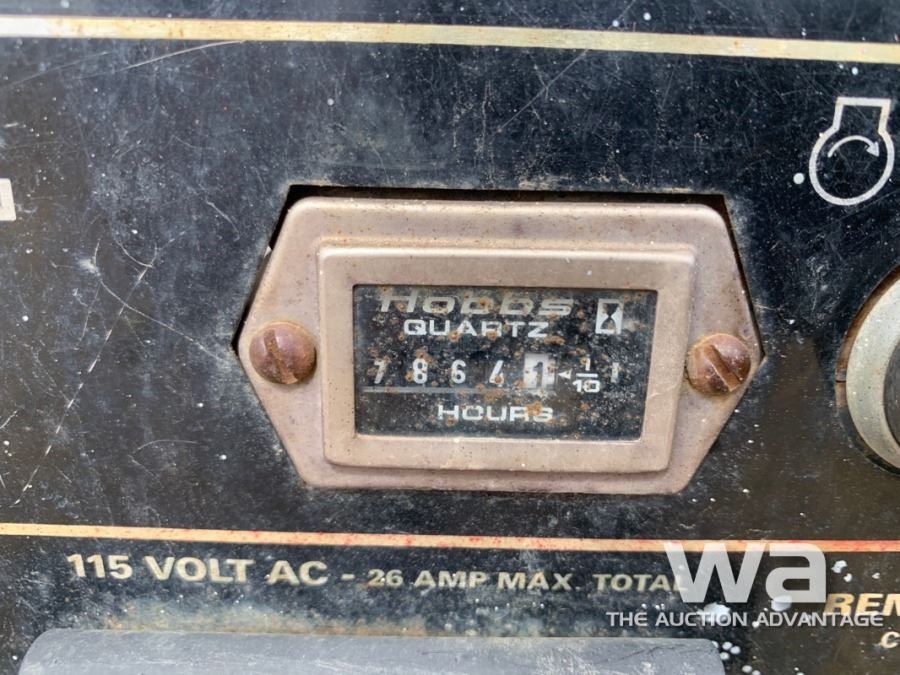 Hobbs
QUARTZ
7 8 6 4 1 1/10
HOURS
115 VOLT AC - 26 AMP MAX. TOTAL
wa
THE AUCTION ADVANTAGE